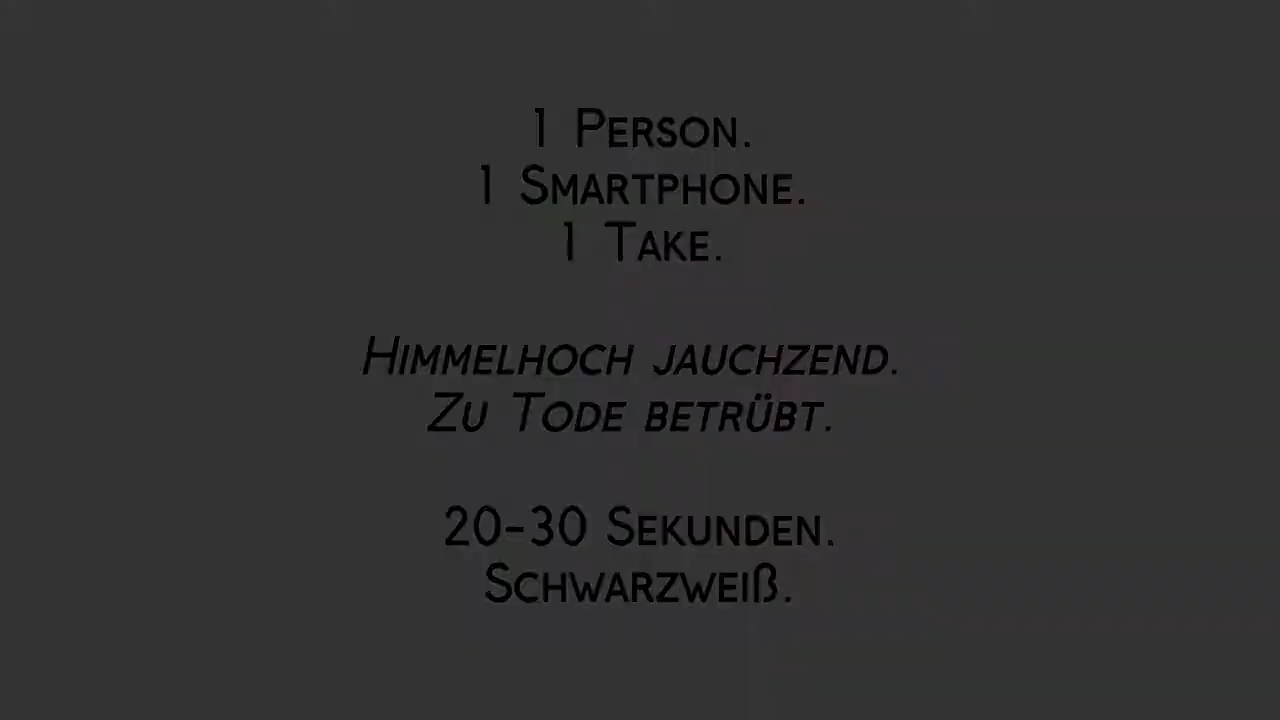 1 Person.
1 Smartphone.
1 Take.
Himmelhoch jauchzend.
Zu Tode betrübt.
20-30 Sekunden.
Schwarzweiß.